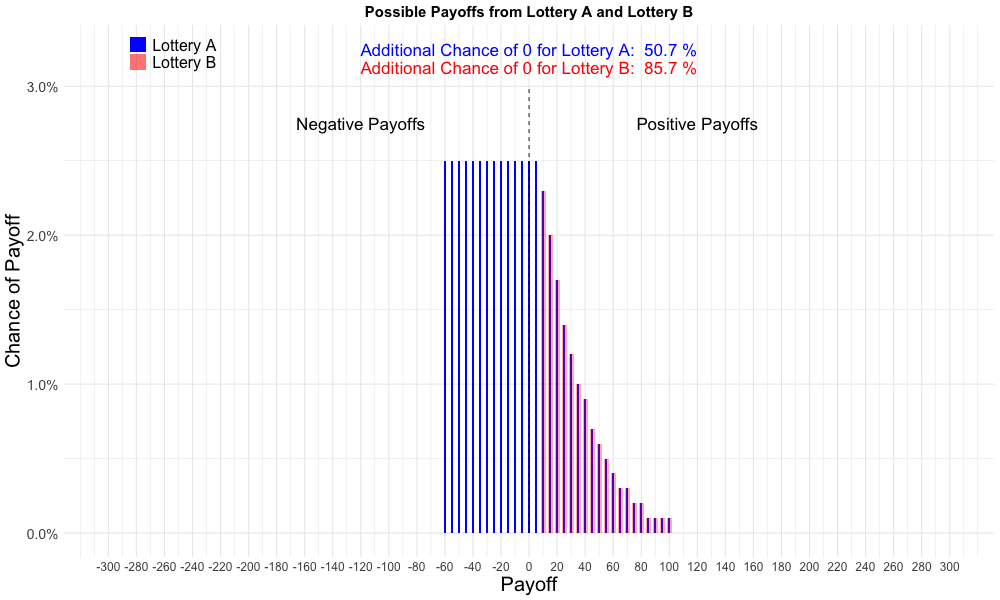 Possible Payoffs from Lottery A and Lottery B
Lottery A
Lottery B
Additional Chance of 0 for Lottery A: 50.7 %
Additional Chance of 0 for Lottery B: 85.7 %
Negative Payoffs
Positive Payoffs
Chance of Payoff
3.0%
2.0%
1.0%
0.0%
-300 -280 -260 -240 -220 -200 -180 -160 -140 -120 -100 -80 -60 -40 -20 0 20 40 60 80 100 120 140 160 180 200 220 240 260 280 300
Payoff